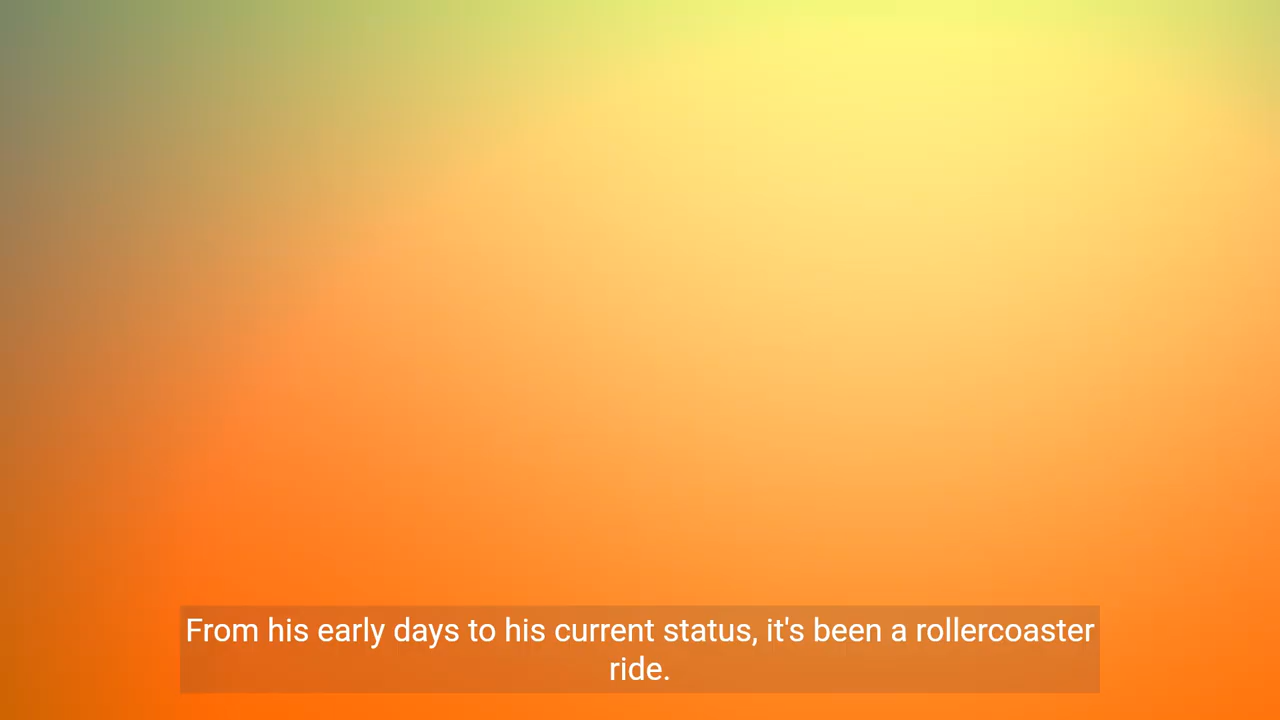 From his early days to his current status, it's been a rollercoaster
ride.